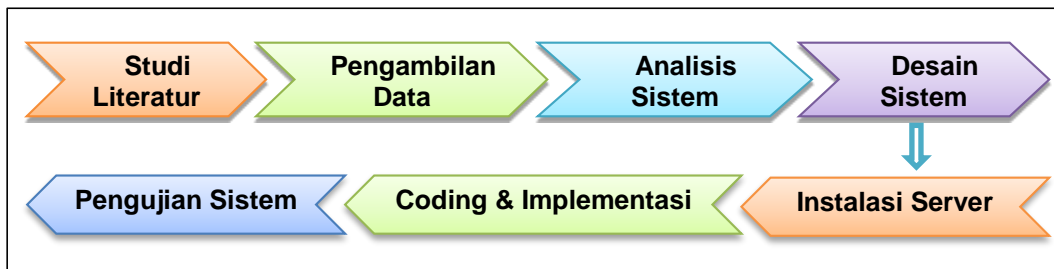 Studi
Literatur
Pengambilan
Data
Analisis
Sistem
Desain
Sistem
Instalasi Server
Coding & Implementasi
Pengujian Sistem